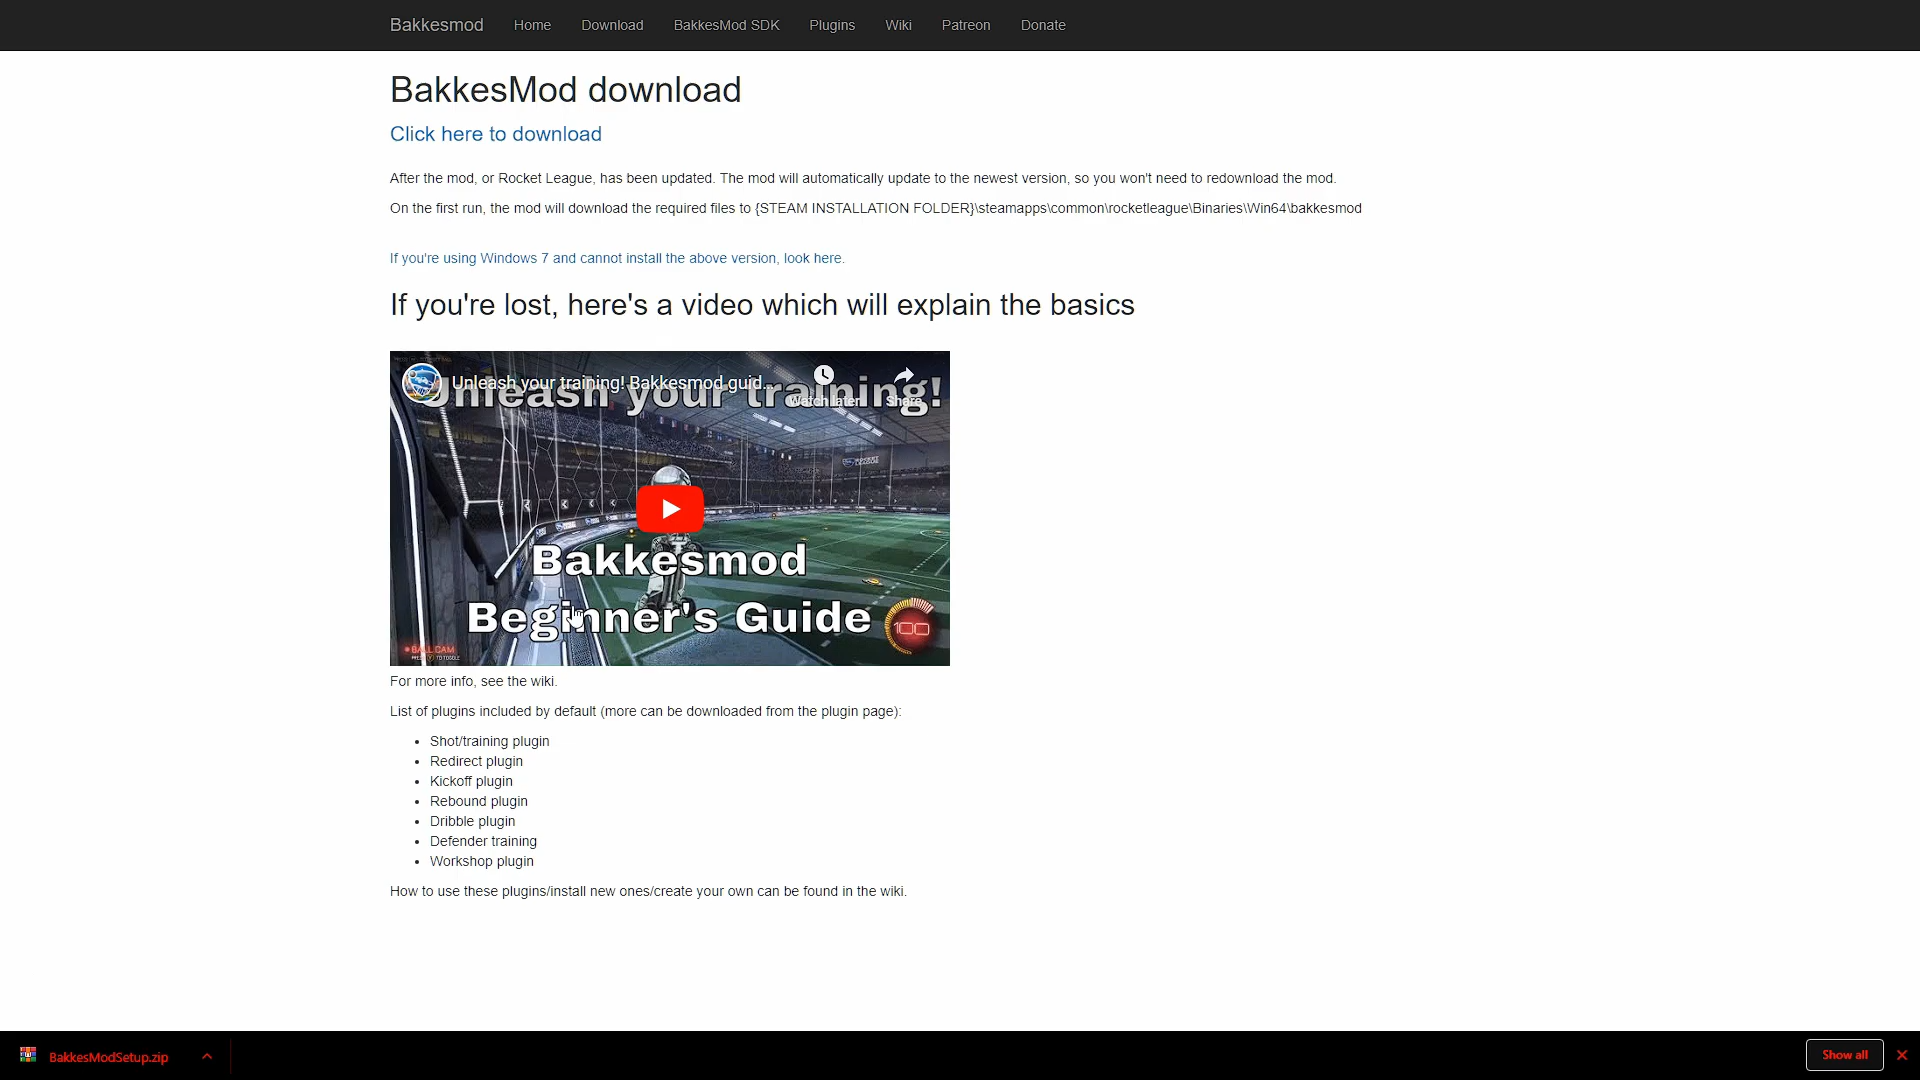 Bakkesmod Home Download BakkesMod SDK Plugins Wiki Patreon Donate
BakkesMod download
Click here to download
After the mod, or Rocket League, has been updated. The mod will automatically update to the newest version, so you won't need to redownload the mod.
On the first run, the mod will download the required files to {STEAM INSTALLATION FOLDER}\steamapps\common\rocketleague\Binaries\Win64\bakkesmod
If you're using Windows 7 and cannot install the above version, look here.
If you're lost, here's a video which will explain the basics
Unleash your training! Bakkesmod guid...
Unleash your training!
Watch later Share
Bakkesmod
Beginner's Guide
100
BALL CAM
For more info, see the wiki.
List of plugins included by default (more can be downloaded from the plugin page):
• Shot/training plugin
• Redirect plugin
• Kickoff plugin
• Rebound plugin
• Dribble plugin
• Defender training
• Workshop plugin
How to use these plugins/install new ones/create your own can be found in the wiki.
BakkesModSetup.zip Show all